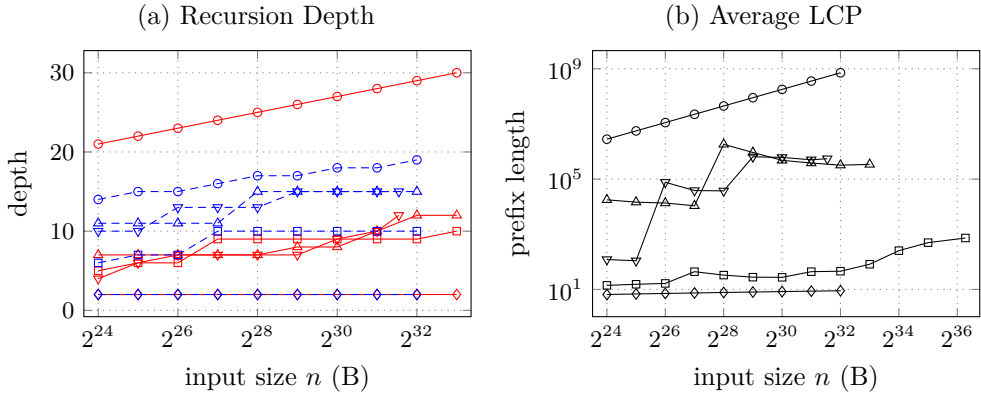 (a) Recursion Depth
30
20
10
0
depth
2^24 2^26 2^28 2^30 2^32
input size n (B)
(b) Average LCP
10^9
10^5
10^1
prefix length
2^24 2^26 2^28 2^30 2^32 2^34 2^36
input size n (B)